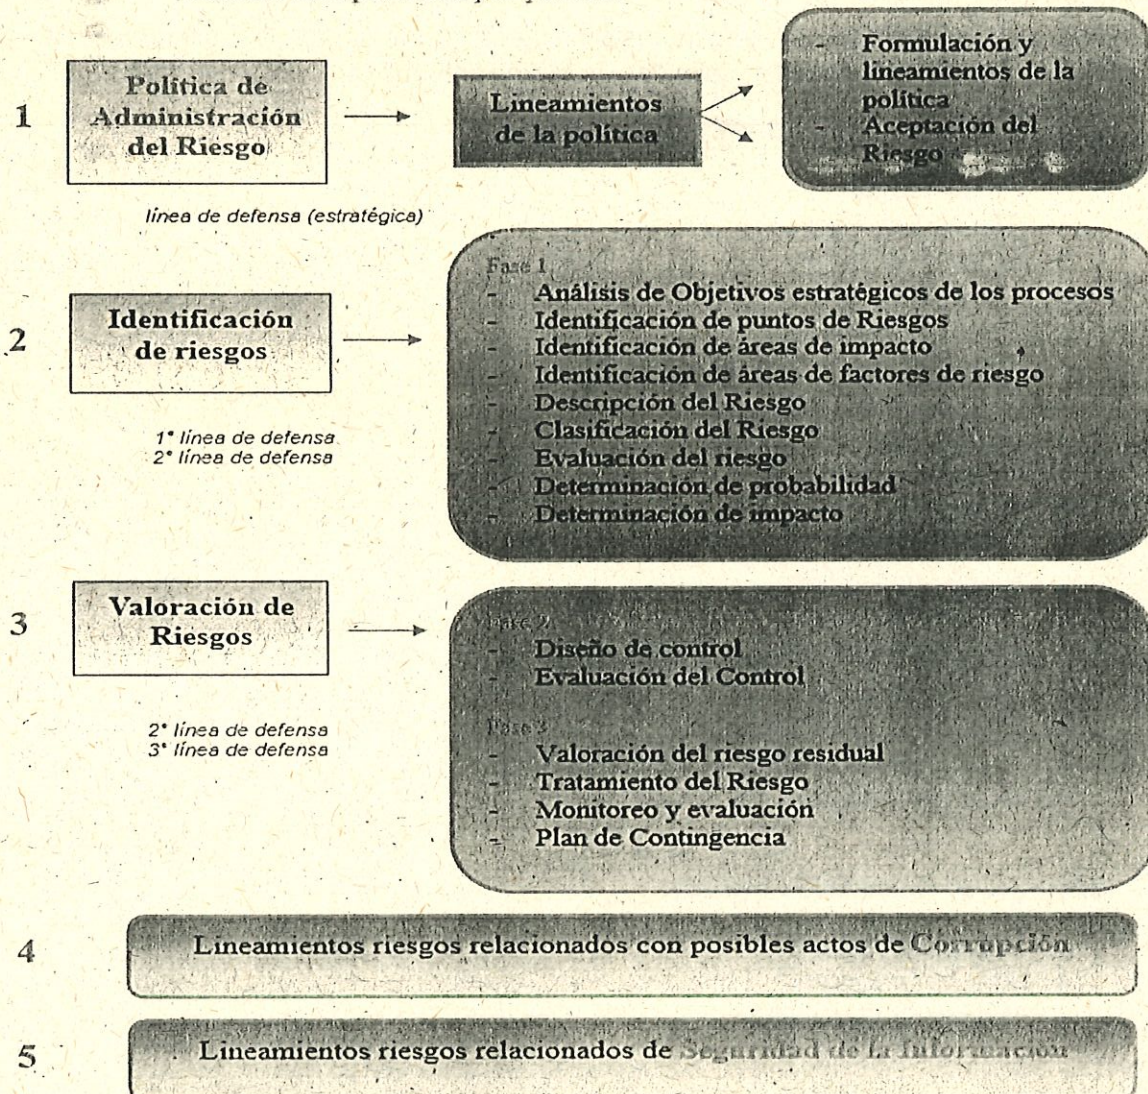 1
Política de
Administración
del Riesgo
Lineamientos
de la política
- Formulación y
lineamientos de la
política
- Aceptación del
Riesgo
línea de defensa (estratégica)
2
Identificación
de riesgos
1° línea de defensa
2° línea de defensa
Fase 1
- Análisis de Objetivos estratégicos de los procesos
- Identificación de puntos de Riesgos
- Identificación de áreas de impacto
- Identificación de áreas de factores de riesgo
- Descripción del Riesgo
- Clasificación del Riesgo
- Evaluación del riesgo
- Determinación de probabilidad
- Determinación de impacto
3
Valoración de
Riesgos
2° línea de defensa
3° línea de defensa
Fase 2
- Diseño de control
- Evaluación del Control
Fase 3
- Valoración del riesgo residual
- Tratamiento del Riesgo
- Monitoreo y evaluación
- Plan de Contingencia
4
Lineamientos riesgos relacionados con posibles actos de Corrupción
5
Lineamientos riesgos relacionados de Seguridad de la Información